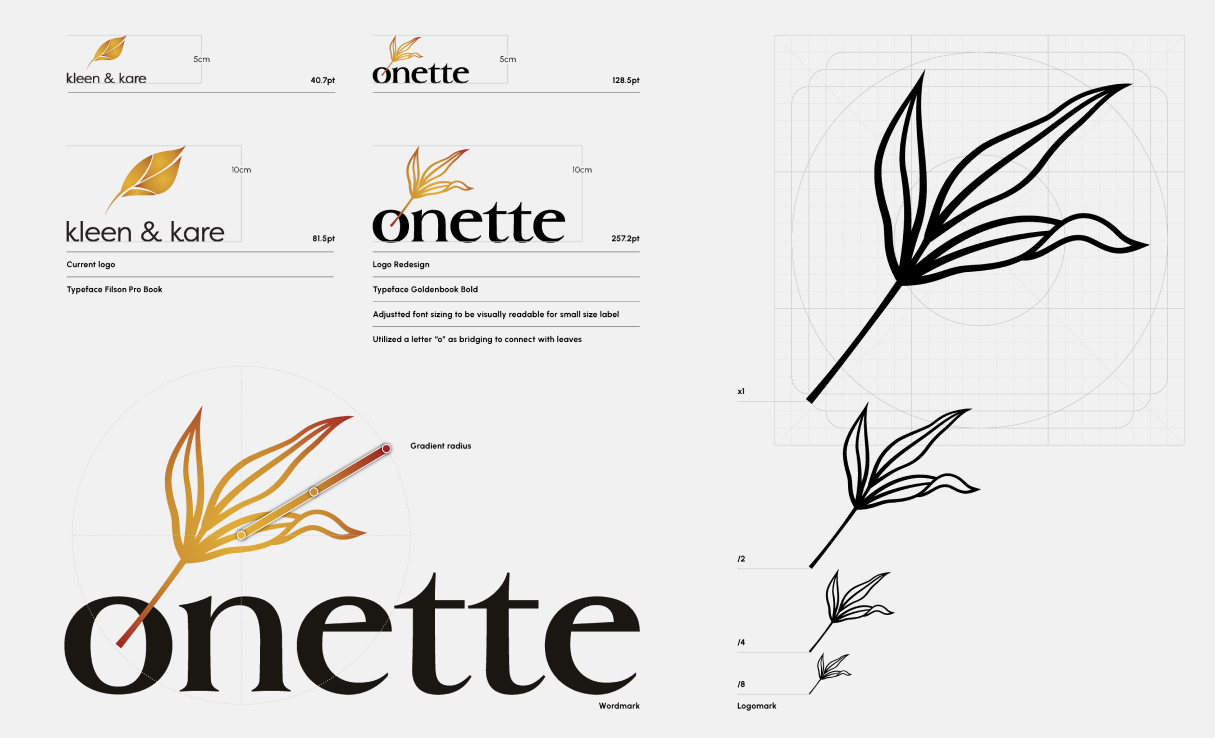 5cm
kleen & kare
40.7pt
5cm
onette
128.5pt
10cm
kleen & kare
81.5pt
Current logo
Typeface Filson Pro Book
10cm
onette
257.2pt
Logo Redesign
Typeface Goldenbook Bold
Adjustted font sizing to be visually readable for small size label
Utilized a letter “o” as bridging to connect with leaves
Gradient radius
onette
Wordmark
x1
/2
/4
/8
Logomark